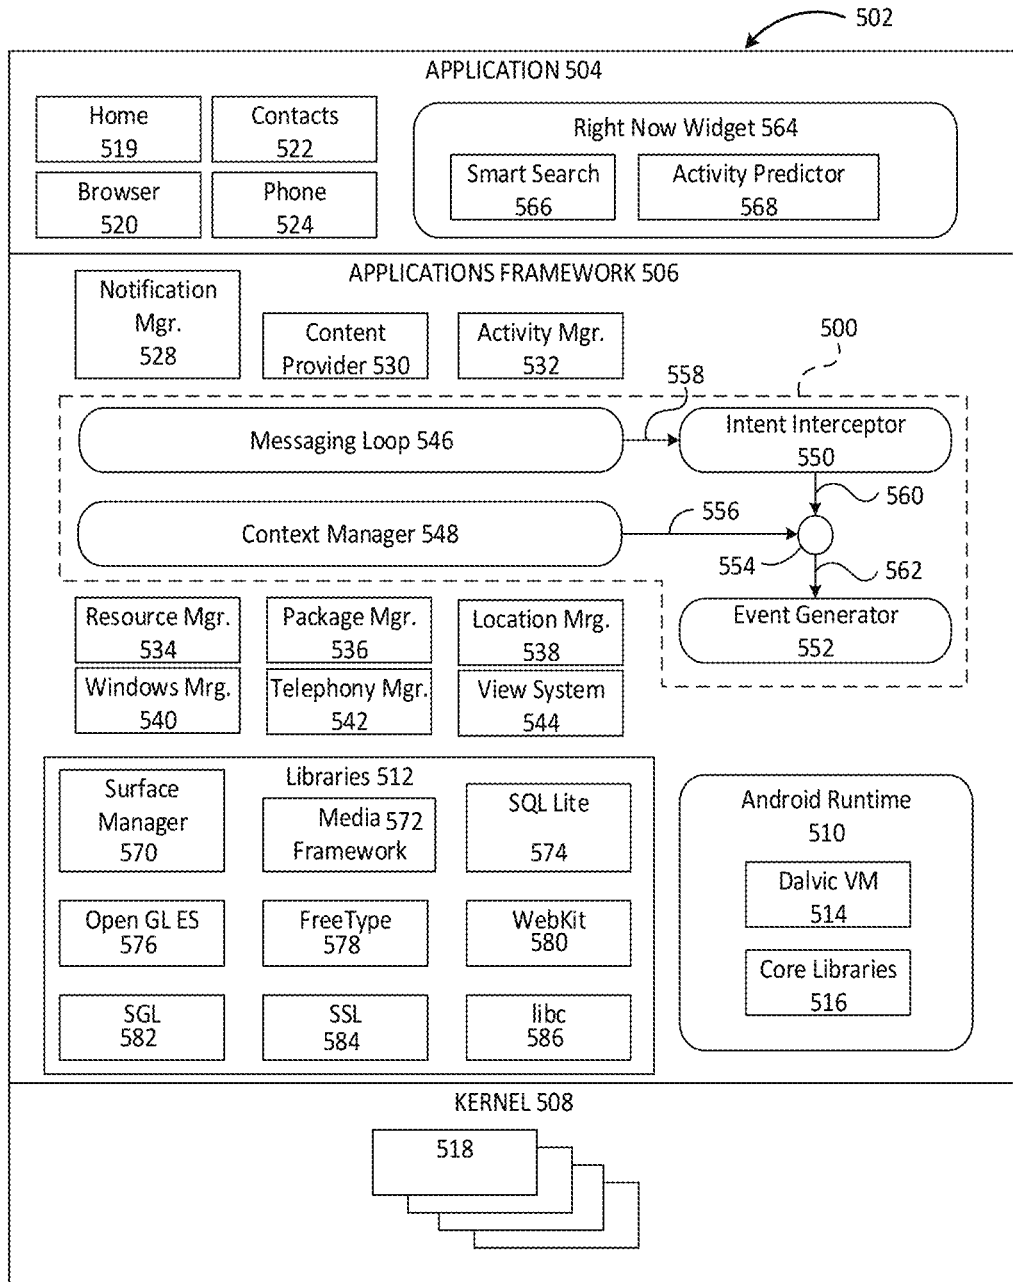 502
APPLICATION 504
Home
519
Contacts
522
Browser
520
Phone
524
Right Now Widget 564
Smart Search
566
Activity Predictor
568
APPLICATIONS FRAMEWORK 506
Notification
Mgr.
528
Content
Provider 530
Activity Mgr.
532
500
Messaging Loop 546
558
Intent Interceptor
550
560
Context Manager 548
556
554
562
Event Generator
552
Resource Mgr.
534
Package Mgr.
536
Location Mrg.
538
Windows Mrg.
540
Telephony Mgr.
542
View System
544
Libraries 512
Surface
Manager
570
Media 572
Framework
SQL Lite
574
Open GL ES
576
FreeType
578
WebKit
580
SGL
582
SSL
584
libc
586
Android Runtime
510
Dalvic VM
514
Core Libraries
516
KERNEL 508
518